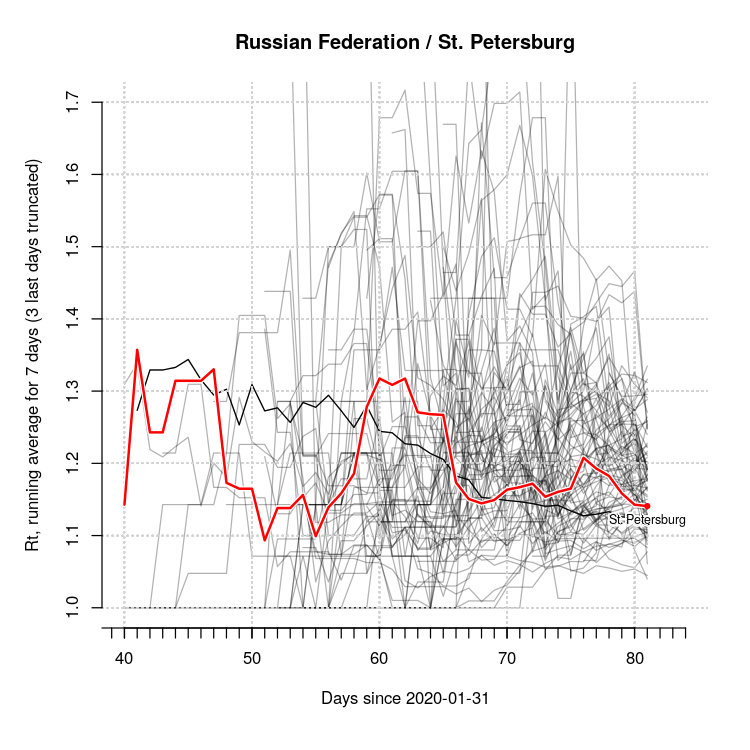 Russian Federation / St. Petersburg
Rt, running average for 7 days (3 last days truncated)
1.7
1.6
1.5
1.4
1.3
1.2
1.1
1.0
St. Petersburg
40 50 60 70 80
Days since 2020-01-31